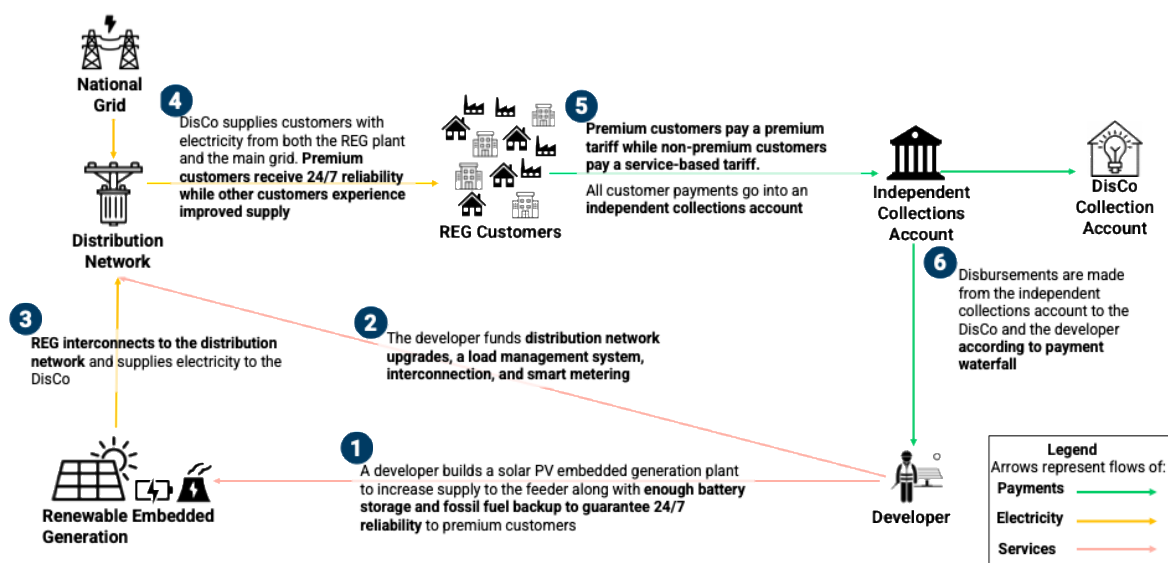 National
Grid
4
DisCo supplies customers with
electricity from both the REG plant
and the main grid. Premium
customers receive 24/7 reliability
while other customers experience
improved supply
Distribution
Network
REG Customers
5
Premium customers pay a premium
tariff while non-premium customers
pay a service-based tariff.
All customer payments go into an
independent collections account
Independent
Collections
Account
DisCo
Collection
Account
6
Disbursements are made
from the independent
collections account to the
DisCo and the developer
according to payment
waterfall
3
REG interconnects to the distribution
network and supplies electricity to the
DisCo
2
The developer funds distribution network
upgrades, a load management system,
interconnection, and smart metering
1
A developer builds a solar PV embedded generation plant
to increase supply to the feeder along with enough battery
storage and fossil fuel backup to guarantee 24/7
reliability to premium customers
Renewable Embedded
Generation
Developer
Legend
Arrows represent flows of:
Payments
Electricity
Services